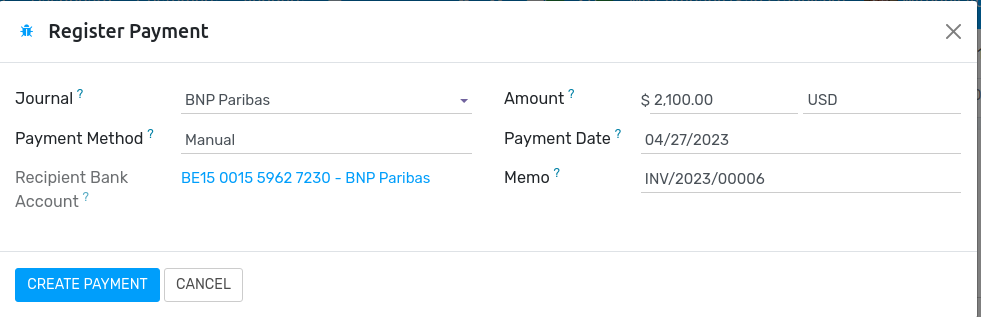 Register Payment
Journal ?
BNP Paribas
Amount ?
$ 2,100.00
USD
Payment Method ?
Manual
Payment Date ?
04/27/2023
Recipient Bank
Account ?
BE15 0015 5962 7230 - BNP Paribas
Memo ?
INV/2023/00006
CREATE PAYMENT
CANCEL